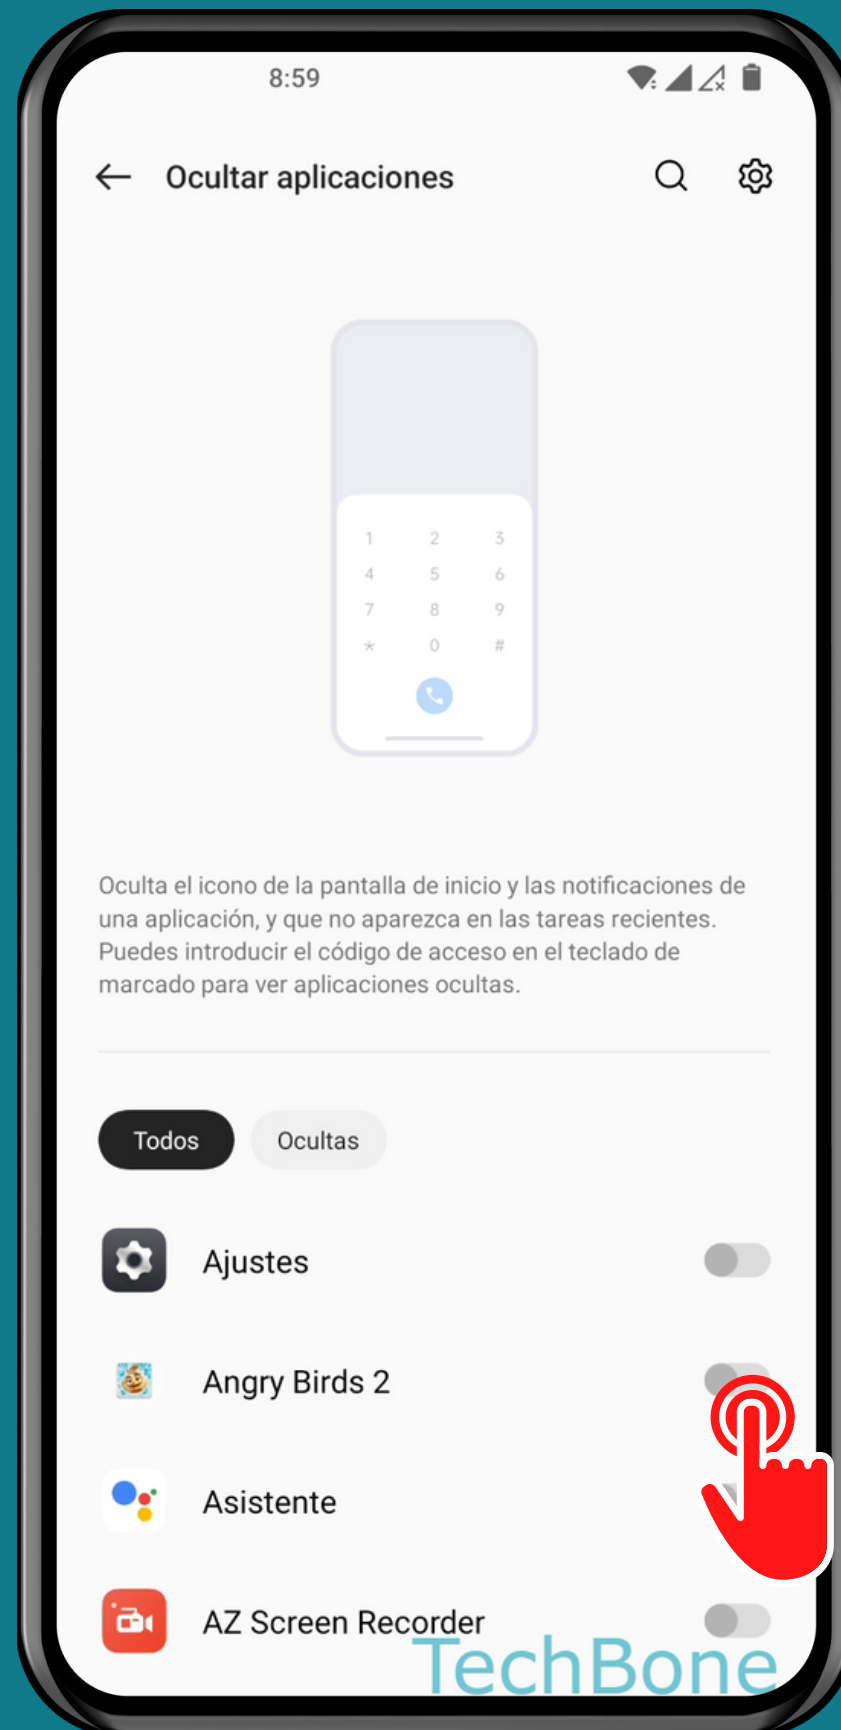 8:59
Ocultar aplicaciones
1 2 3
4 5 6
7 8 9
* 0 #
Oculta el icono de la pantalla de inicio y las notificaciones de
una aplicación, y que no aparezca en las tareas recientes.
Puedes introducir el código de acceso en el teclado de
marcado para ver aplicaciones ocultas.
Todos Ocultas
Ajustes
Angry Birds 2
Asistente
AZ Screen Recorder
TechBone